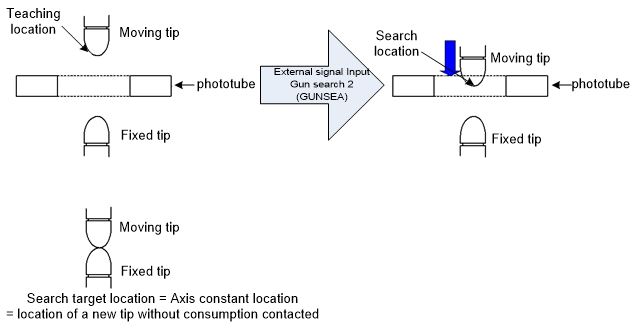 Teaching
location
Moving tip
phototube
Fixed tip
External signal Input
Gun search 2
(GUNSEA)
Search
location
Moving tip
phototube
Fixed tip
Moving tip
Fixed tip
Search target location = Axis constant location
= location of a new tip without consumption contacted